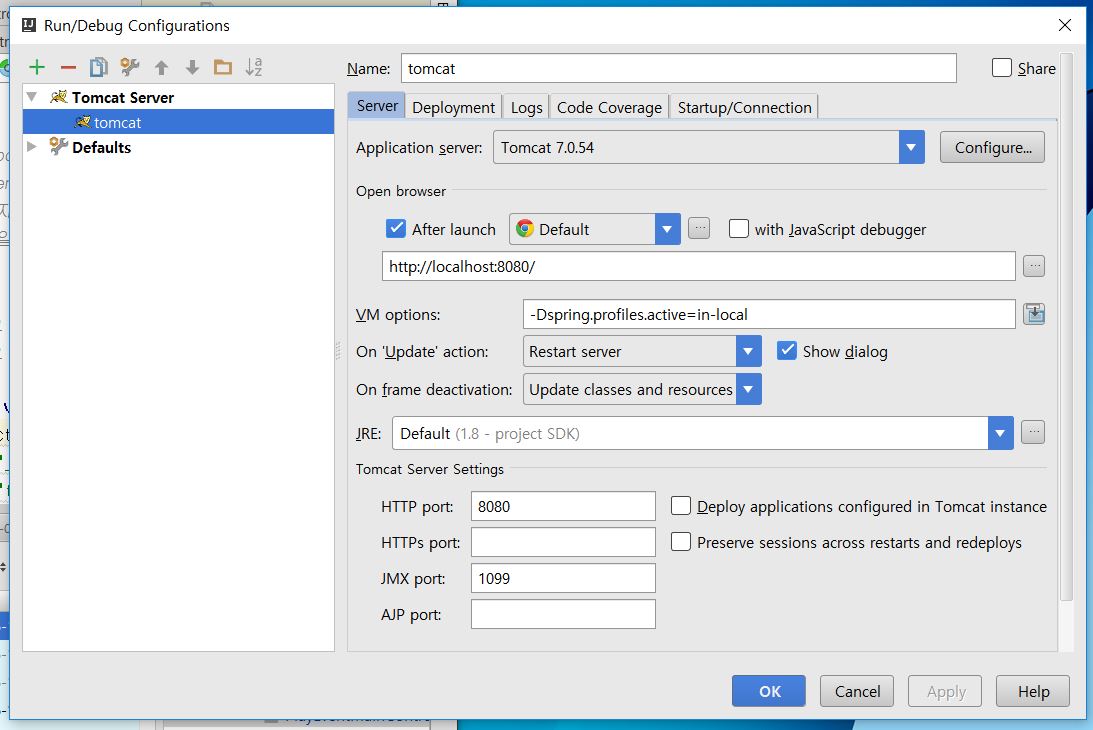 Run/Debug Configurations
Name: tomcat Share
Tomcat Server
tomcat
Defaults
Server Deployment Logs Code Coverage Startup/Connection
Application server: Tomcat 7.0.54 Configure...
Open browser
After launch Default ... with JavaScript debugger
http://localhost:8080/ ...
VM options: -Dspring.profiles.active=in-local
On 'Update' action: Restart server Show dialog
On frame deactivation: Update classes and resources
JRE: Default (1.8 - project SDK) ...
Tomcat Server Settings
HTTP port: 8080 Deploy applications configured in Tomcat instance
HTTPs port: Preserve sessions across restarts and redeploys
JMX port: 1099
AJP port:
OK Cancel Apply Help